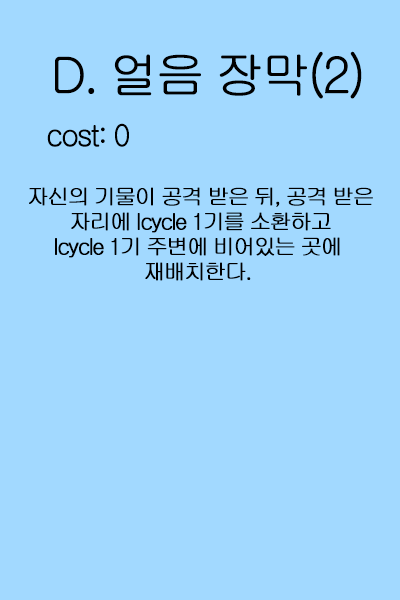 D. 얼음 장막(2)
cost: 0
자신의 기물이 공격 받은 뒤, 공격 받은
자리에 Icycle 1기를 소환하고
Icycle 1기 주변에 비어있는 곳에
재배치한다.